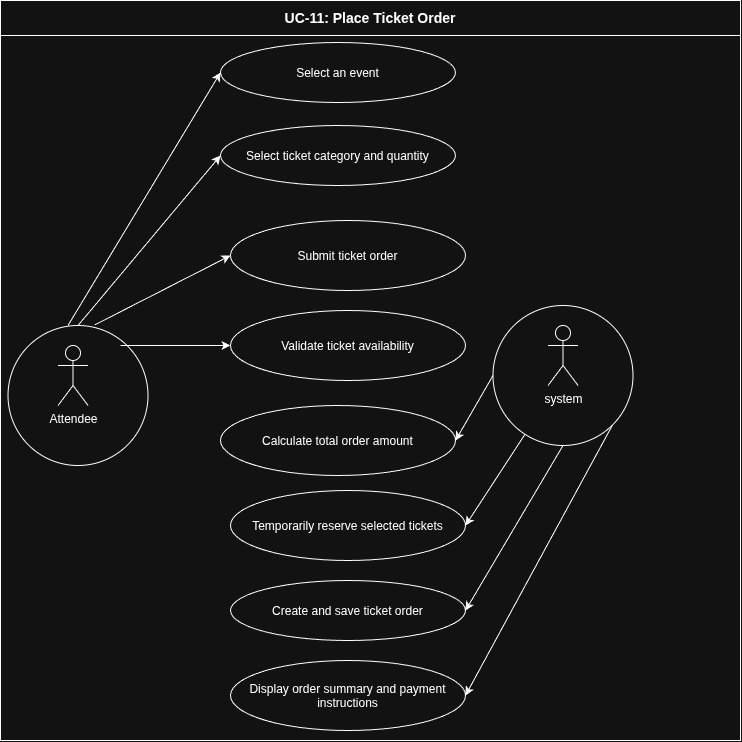 UC-11: Place Ticket Order
Select an event
Select ticket category and quantity
Submit ticket order
Validate ticket availability
Attendee
system
Calculate total order amount
Temporarily reserve selected tickets
Create and save ticket order
Display order summary and payment
instructions